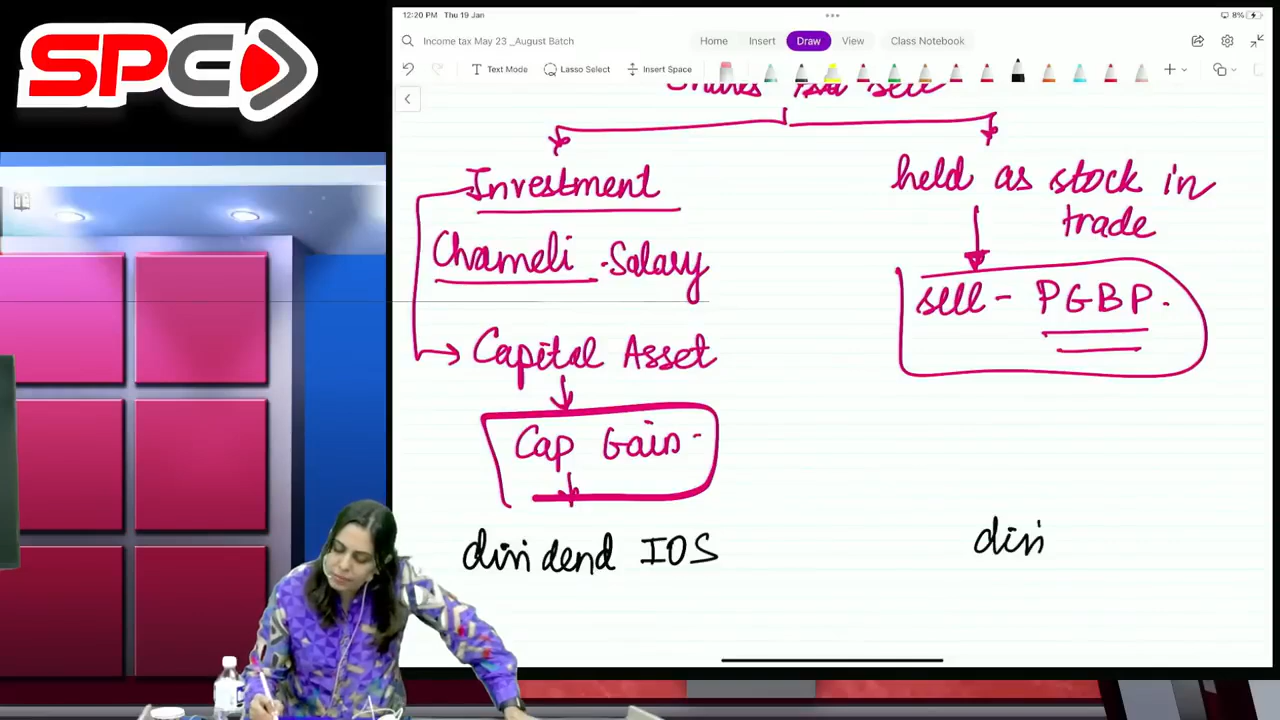 SPC
12:20 PM Thu 19 Jan
8%
Income tax May 23 _August Batch
Home Insert Draw View Class Notebook
Text Mode Lasso Select Insert Space
Investment
held as stock in
trade
Chameli . Salary
sell - PGBP.
Capital Asset
Cap Gain -
dividend IOS
divi